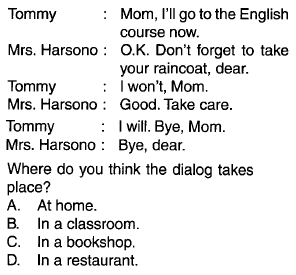 Tommy : Mom, I'll go to the English
course now.
Mrs. Harsono : O.K. Don't forget to take
your raincoat, dear.
Tommy : I won't, Mom.
Mrs. Harsono : Good. Take care.
Tommy : I will. Bye, Mom.
Mrs. Harsono : Bye, dear.
Where do you think the dialog takes
place?
A. At home.
B. In a classroom.
C. In a bookshop.
D. In a restaurant.